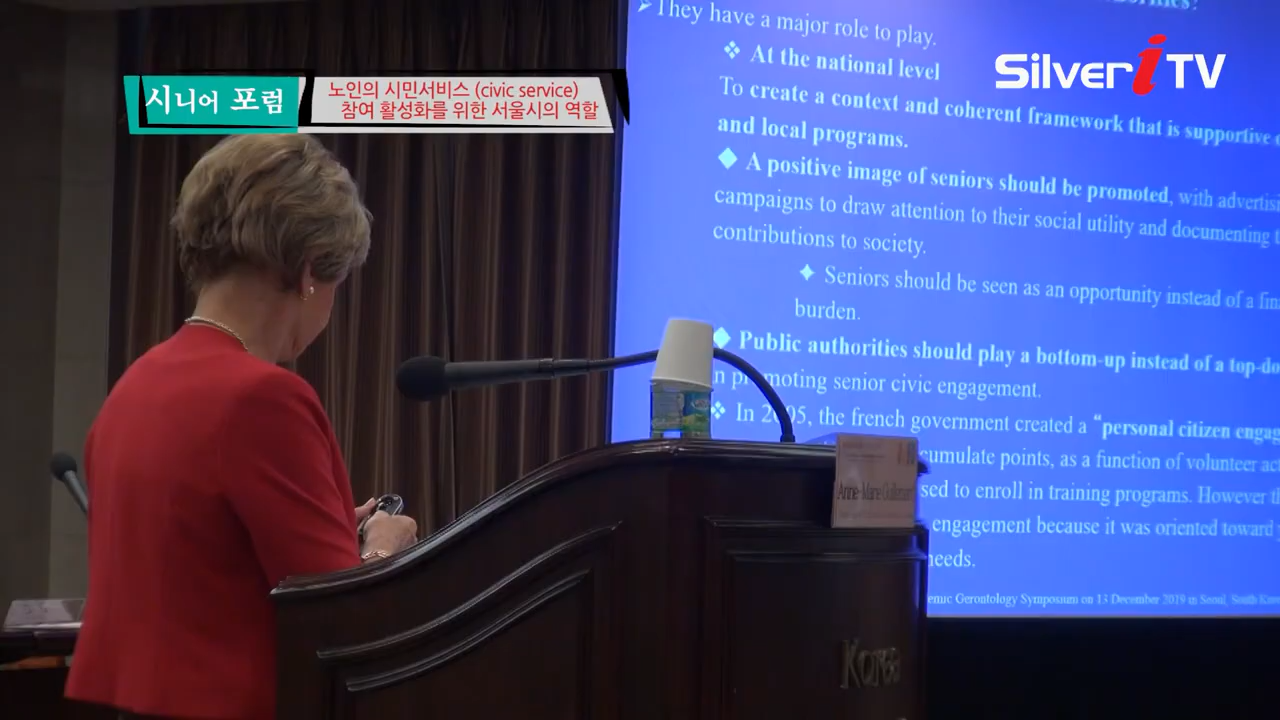 시니어 포럼
노인의 시민서비스 (civic service)
참여 활성화를 위한 서울시의 역할
Silver i TV
They have a major role to play.
At the national level
To create a context and coherent framework that is supportive
and local programs.
A positive image of seniors should be promoted, with
campaigns to draw attention to their social utility and documenting
contributions to society.
Seniors should be seen as an opportunity instead of a
burden.
Public authorities should play a bottom-up instead of a
promoting senior civic engagement.
In 2005, the french government created a "personal citizen
cumulate points, as a function of volunteer
sed to enroll in training programs. However
engagement because it was oriented toward
needs.
Gerontology Symposium on 13 December 2019 in Seoul, South
Anne-Marie Guillemard
Korea